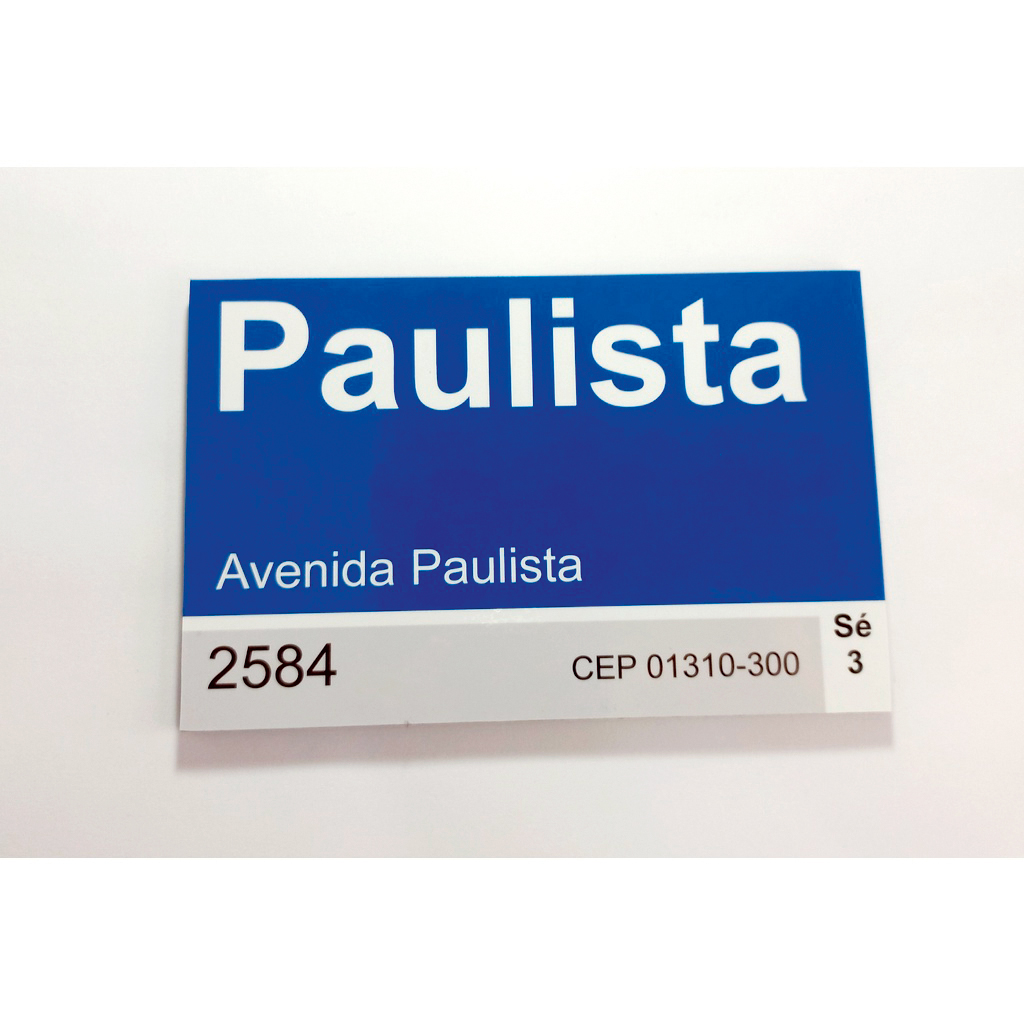 Paulista
Avenida Paulista
2584
CEP 01310-300
Sé
3